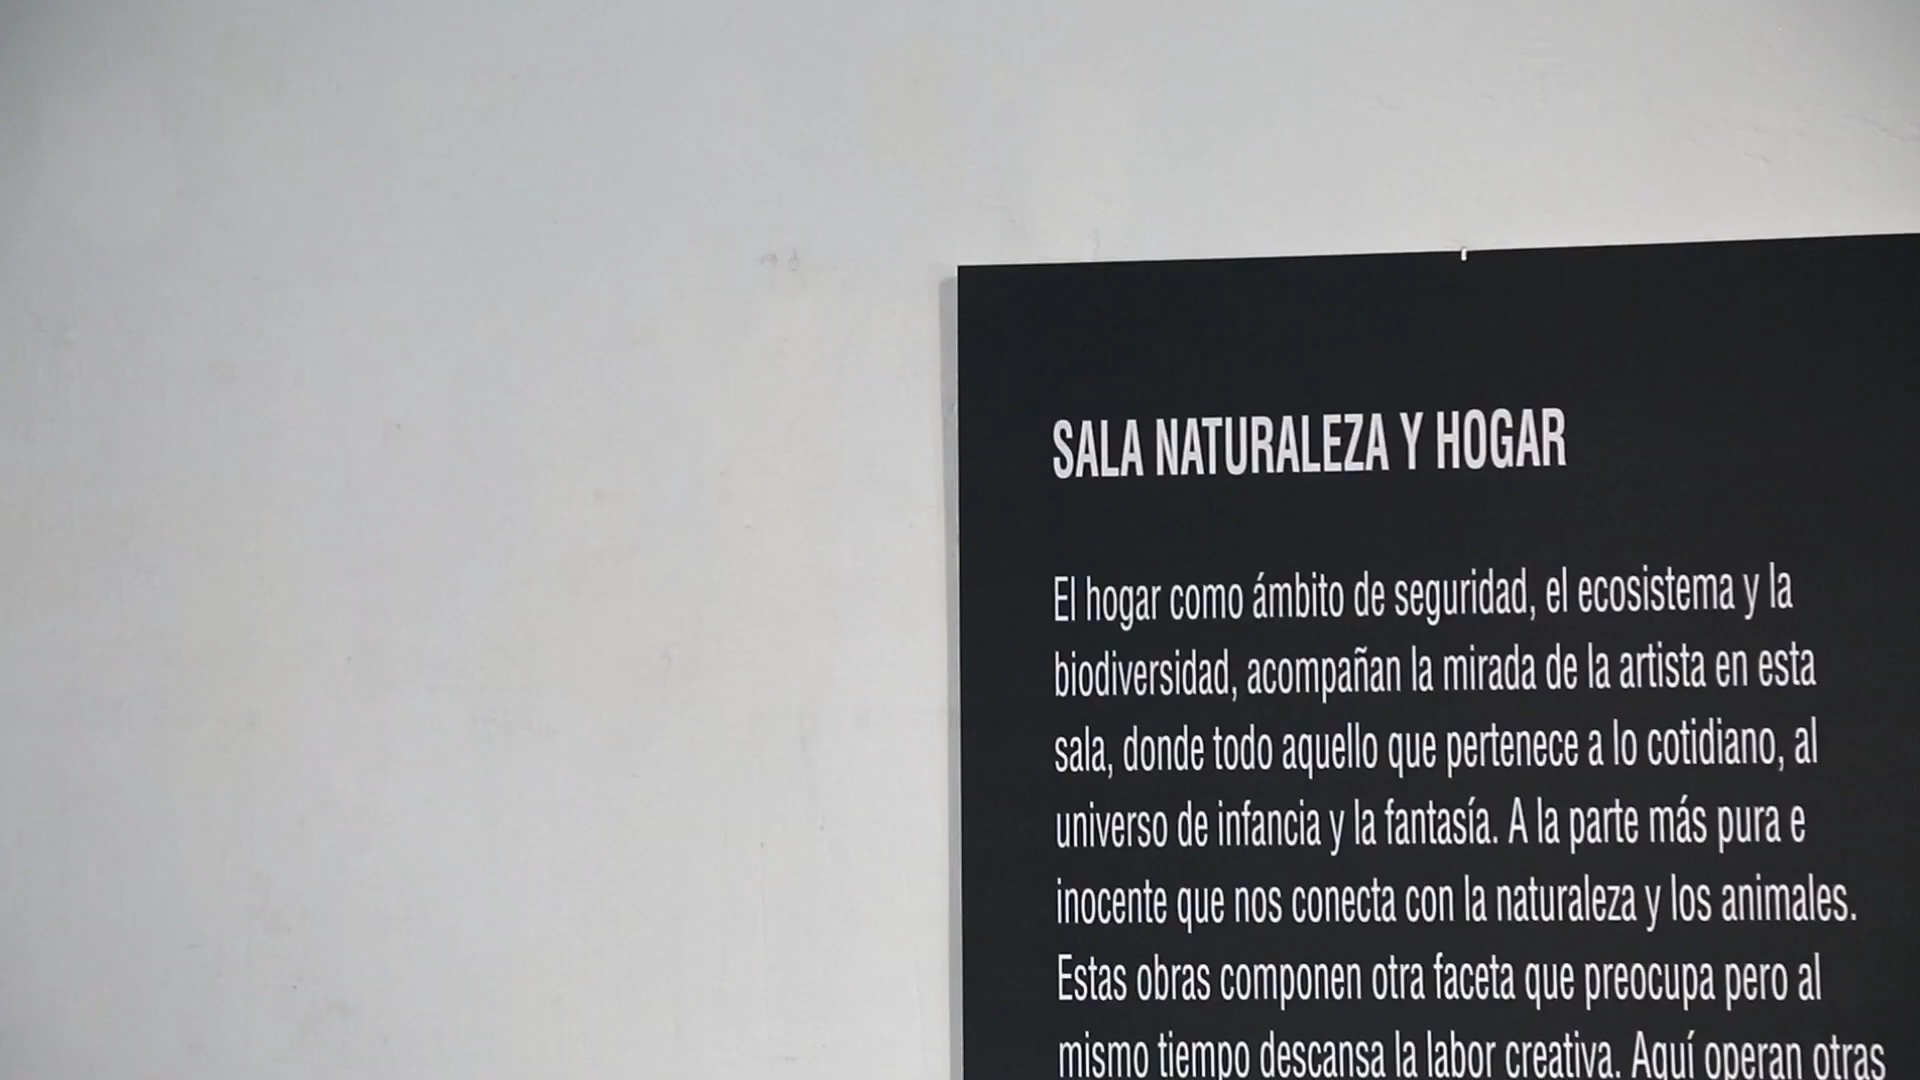 SALA NATURALEZA Y HOGAR
El hogar como ámbito de seguridad, el ecosistema y la
biodiversidad, acompañan la mirada de la artista en esta
sala, donde todo aquello que pertenece a lo cotidiano, al
universo de infancia y la fantasía. A la parte más pura e
inocente que nos conecta con la naturaleza y los animales.
Estas obras componen otra faceta que preocupa pero al
mismo tiempo descansa la labor creativa. Aquí operan otras